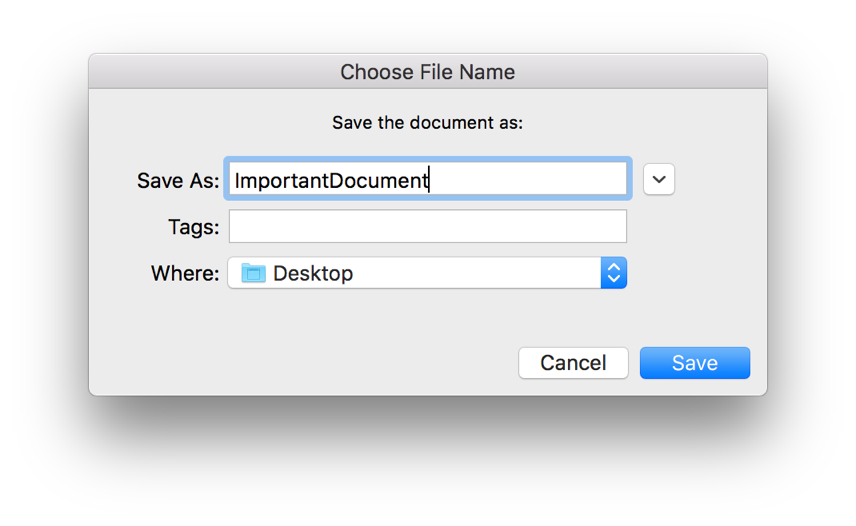 Choose File Name
Save the document as:
Save As: ImportantDocument
Tags:
Where: Desktop
Cancel Save